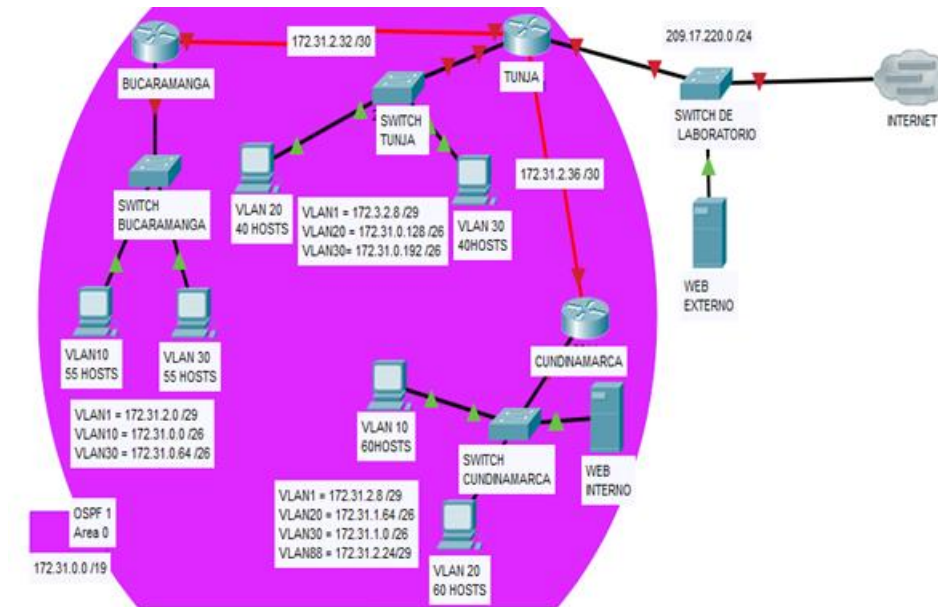 172.31.2.32 /30
209.17.220.0 /24
BUCARAMANGA
TUNJA
INTERNET
SWITCH
TUNJA
SWITCH DE
LABORATORIO
172.31.2.36 /30
SWITCH
BUCARAMANGA
VLAN 20
40 HOSTS
VLAN1 = 172.3.2.8 /29
VLAN20 = 172.31.0.128 /26
VLAN30= 172.31.0.192 /26
VLAN 30
40HOSTS
WEB
EXTERNO
VLAN10
55 HOSTS
VLAN 30
55 HOSTS
CUNDINAMARCA
VLAN1 = 172.31.2.0 /29
VLAN10 = 172.31.0.0 /26
VLAN30 = 172.31.0.64 /26
VLAN 10
60HOSTS
SWITCH
CUNDINAMARCA
WEB
INTERNO
VLAN1 = 172.31.2.8 /29
VLAN20 = 172.31.1.64 /26
VLAN30 = 172.31.1.0 /26
VLAN88 = 172.31.2.24/29
OSPF 1
Area 0
172.31.0.0 /19
VLAN 20
60 HOSTS